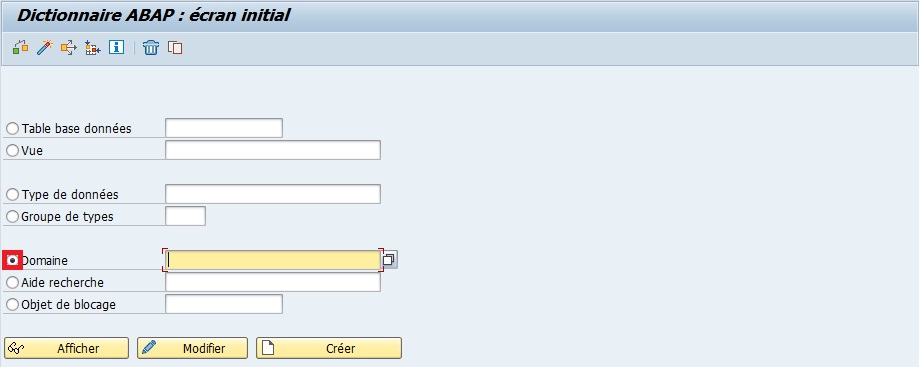 Dictionnaire ABAP : écran initial
Table base données
Vue
Type de données
Groupe de types
Domaine
Aide recherche
Objet de blocage
Afficher Modifier Créer